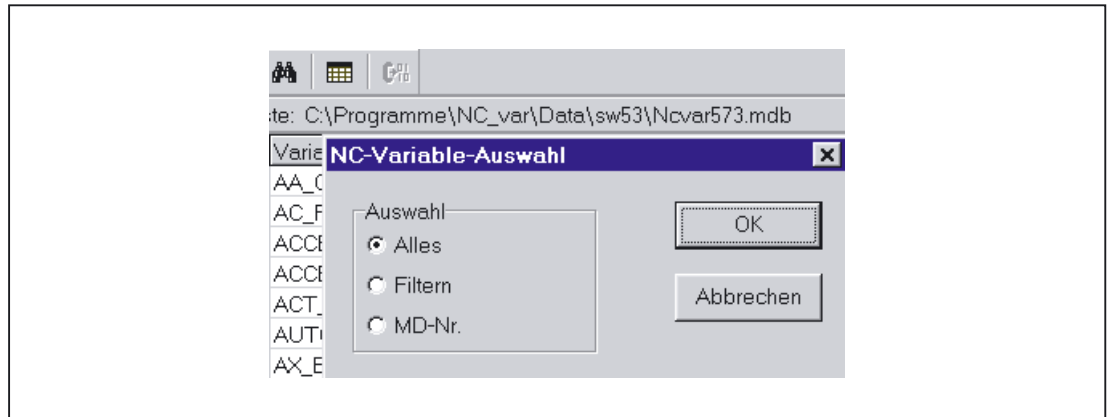 ste: C:\Programme\NC_var\Data\sw53\Ncvar573.mdb
Varia
NC-Variable-Auswahl
AA_
AC_F
Auswahl
OK
ACCE
Alles
ACCE
Filtern
Abbrechen
ACT_
MD-Nr.
AUT
AX_E